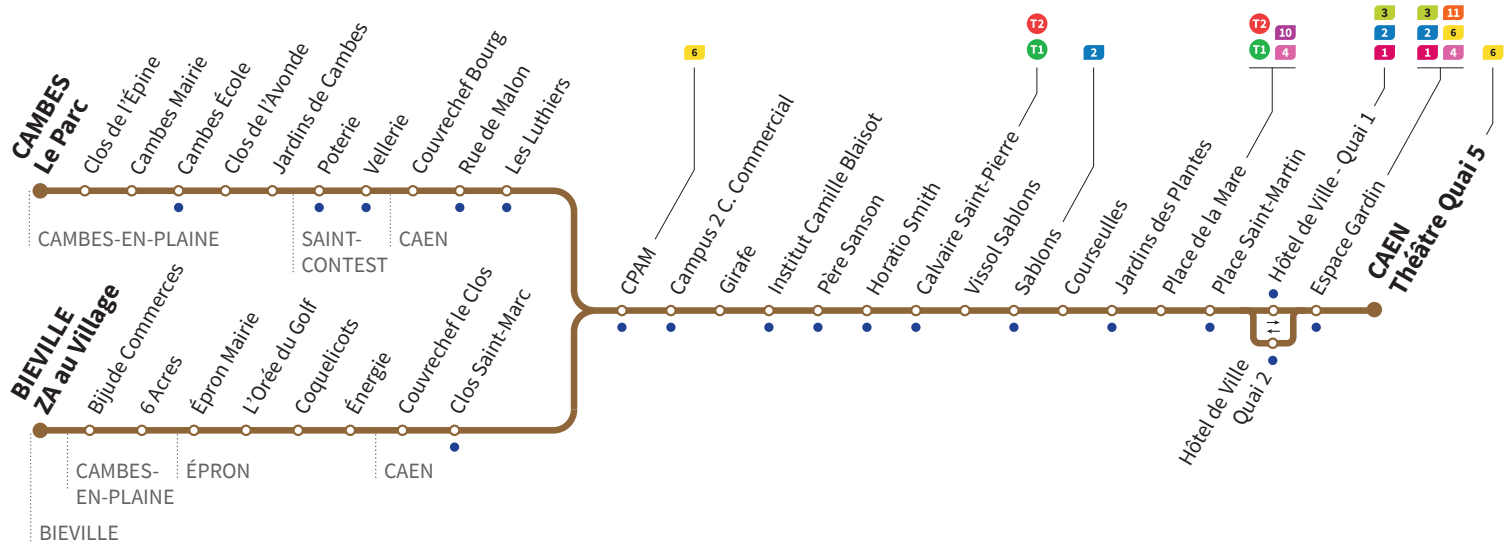 3
3
11
T2
T2
10
2
2
6
6
T1
2
T1
4
1
1
4
6
CAMBES
Le Parc
Clos de l'Épine
Cambes Mairie
Cambes École
Clos de l'Avonde
Jardins de Cambes
Poterie
Vellerie
Couvrechef Bourg
Rue de Malon
Les Luthiers
CAMBES-EN-PLAINE
SAINT-
CONTEST
CAEN
BIEVILLE
ZA au Village
Bijude Commerces
6 Acres
Épron Mairie
L'Orée du Golf
Coquelicots
Énergie
Couvrechef le Clos
Clos Saint-Marc
CAMBES-
EN-PLAINE
ÉPRON
CAEN
BIEVILLE
CPAM
Campus 2 C. Commercial
Girafe
Institut Camille Blaisot
Père Sanson
Horatio Smith
Calvaire Saint-Pierre
Vissol Sablons
Sablons
Courseulles
Jardins des Plantes
Place de la Mare
Place Saint-Martin
Hôtel de Ville - Quai 1
Hôtel de Ville
Quai 2
Espace Gardin
CAEN
Théâtre Quai 5